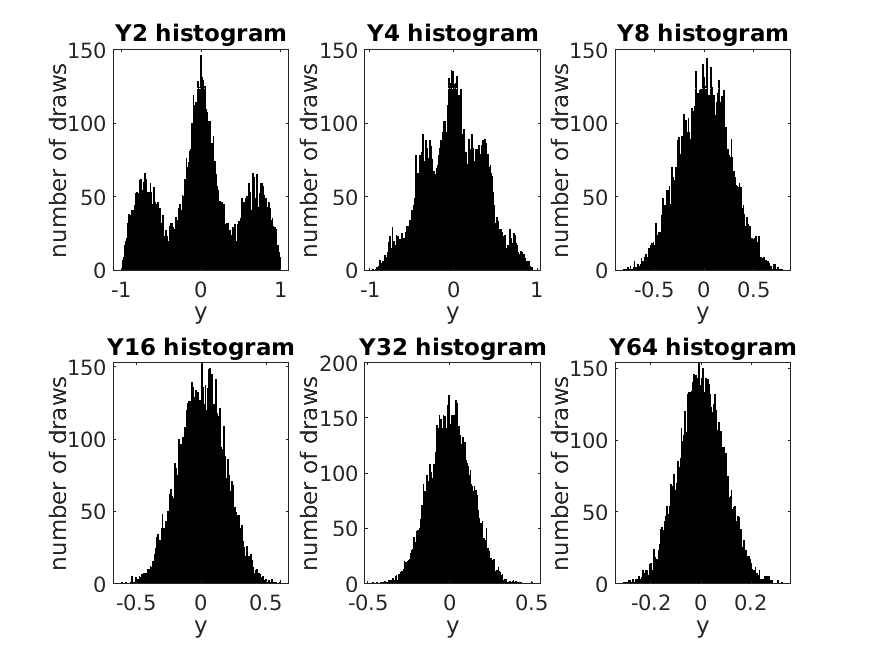 Y2 histogram
number of draws
150
100
50
0
-1 0 1
y
Y4 histogram
number of draws
150
100
50
0
-1 0 1
y
Y8 histogram
number of draws
150
100
50
0
-0.5 0 0.5
y
Y16 histogram
number of draws
150
100
50
0
-0.5 0 0.5
y
Y32 histogram
number of draws
200
150
100
50
0
-0.5 0 0.5
y
Y64 histogram
number of draws
150
100
50
0
-0.2 0 0.2
y